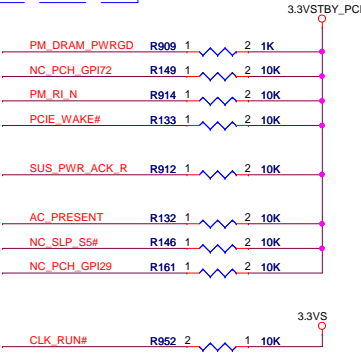 3.3VSTBY_PCH
PM_DRAM_PWRGD R909 1 2 1K
NC_PCH_GPI72 R149 1 2 10K
PM_RI_N R914 1 2 10K
PCIE_WAKE# R133 1 2 10K
SUS_PWR_ACK_R R912 1 2 10K
AC_PRESENT R132 1 2 10K
NC_SLP_S5# R146 1 2 10K
NC_PCH_GPI29 R161 1 2 10K
3.3VS
CLK_RUN# R952 2 1 10K